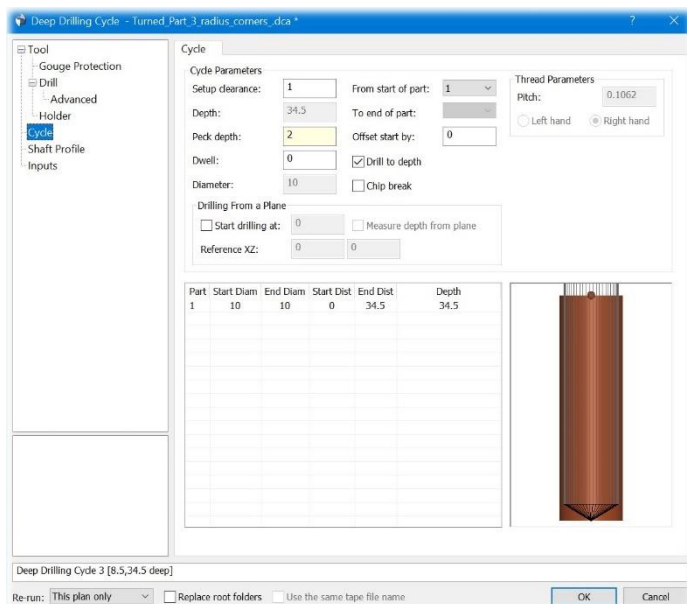 Deep Drilling Cycle - Turned_Part_3_radius_corners_.dca *
? X
Tool
Gouge Protection
Drill
Advanced
Holder
Cycle
Shaft Profile
Inputs
Cycle
Cycle Parameters
Setup clearance: 1 From start of part: 1
Depth: 34.5 To end of part:
Peck depth: 2 Offset start by: 0
Dwell: 0 Drill to depth
Diameter: 10 Chip break
Thread Parameters
Pitch: 0.1062
Left hand Right hand
Drilling From a Plane
Start drilling at: 0 Measure depth from plane
Reference XZ: 0 0
Part Start Diam End Diam Start Dist End Dist Depth
1 10 10 0 34.5 34.5
Deep Drilling Cycle 3 [8.5,34.5 deep]
Re-run: This plan only Replace root folders Use the same tape file name OK Cancel